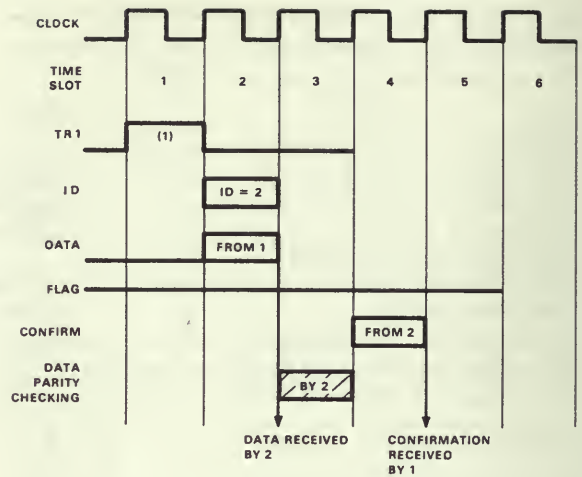 CLOCK
TIME
SLOT
1 2 3 4 5 6
TR1
(1)
ID
ID = 2
OATA
FROM 1
FLAG
CONFIRM
FROM 2
DATA
PARITY
CHECKING
BY 2
DATA RECEIVED
BY 2
CONFIRMATION
RECEIVED
BY 1